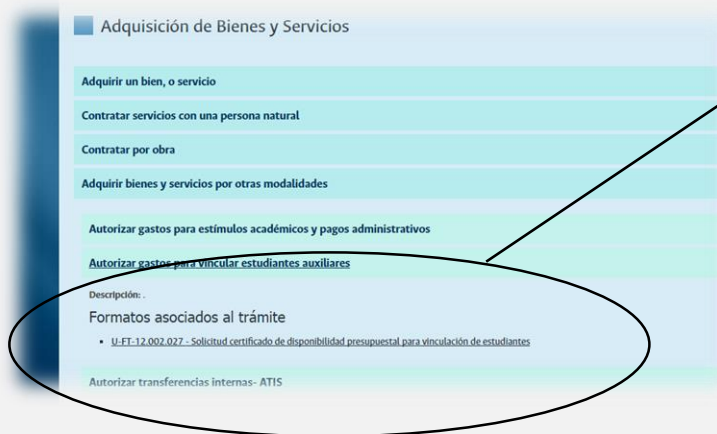 Adquisición de Bienes y Servicios
Adquirir un bien, o servicio
Contratar servicios con una persona natural
Contratar por obra
Adquirir bienes y servicios por otras modalidades
Autorizar gastos para estímulos académicos y pagos administrativos
Autorizar gastos para vincular estudiantes auxiliares
Descripción: .
Formatos asociados al trámite
• U-FT-12.002.027 - Solicitud certificado de disponibilidad presupuestal para vinculación de estudiantes
Autorizar transferencias internas- ATIS